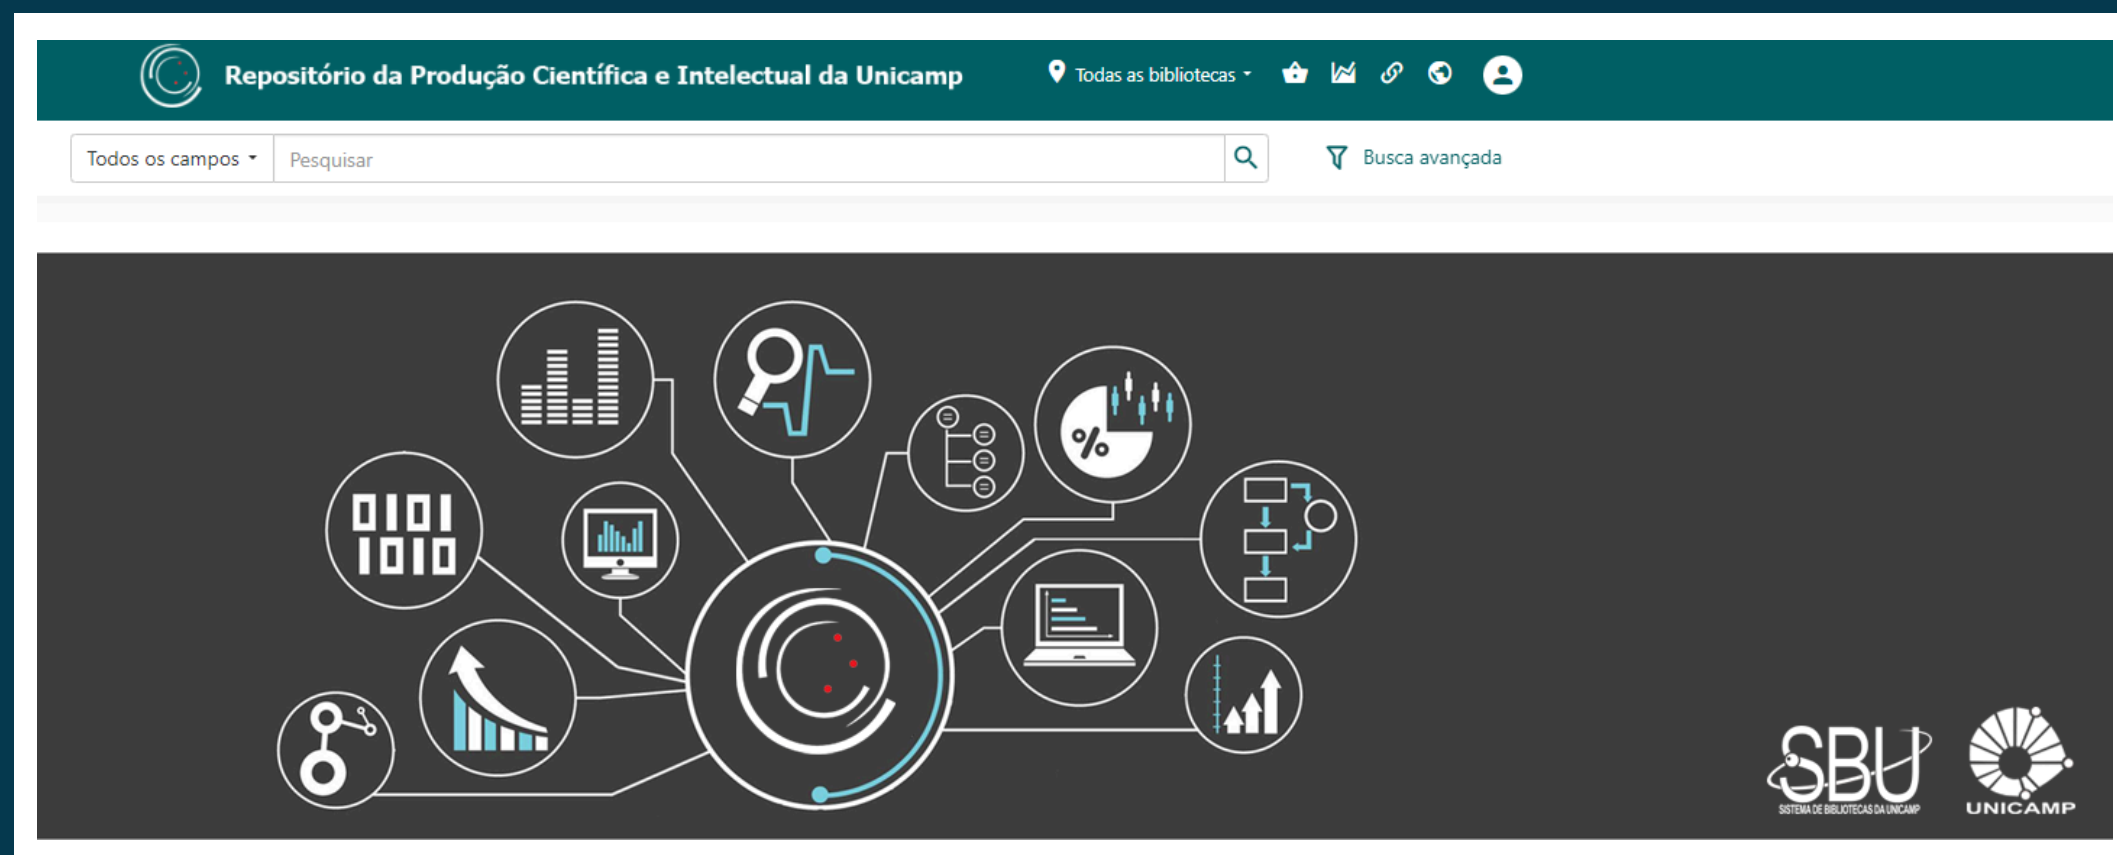 Repositório da Produção Científica e Intelectual da Unicamp
Todas as bibliotecas
Todos os campos
Pesquisar
Busca avançada
%
0101
1010
SBU
SISTEMA DE BIBLIOTECAS DA UNICAMP
UNICAMP